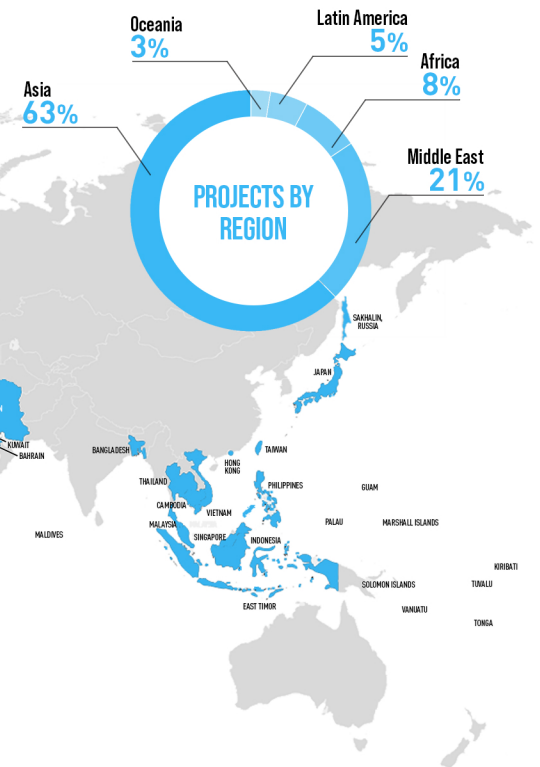 Oceania
3%
Latin America
5%
Africa
8%
Asia
63%
Middle East
21%
PROJECTS BY
REGION
SAKHALIN,
RUSSIA
JAPAN
KUWAIT
BAHRAIN
BANGLADESH
TAIWAN
HONG
KONG
THAILAND
PHILIPPINES
GUAM
CAMBODIA
VIETNAM
MALAYSIA
PALAU
MARSHALL ISLANDS
MALDIVES
SINGAPORE
INDONESIA
KIRIBATI
SOLOMON ISLANDS
TUVALU
EAST TIMOR
VANUATU
TONGA